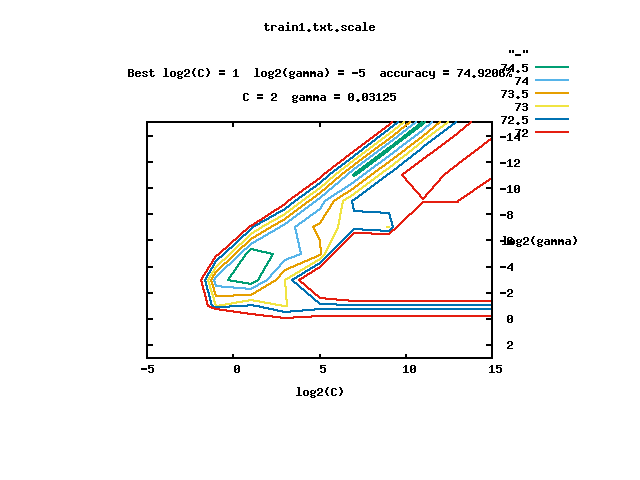 train1.txt.scale
"-"
Best log2(C) = 1  log2(gamma) = -5  accuracy = 74.9206%
74.5
74
C = 2  gamma = 0.03125
73.5
73
72.5
72
-14
-12
-10
-8
-6
log2(gamma)
-4
-2
0
2
-5 0 5 10 15
log2(C)